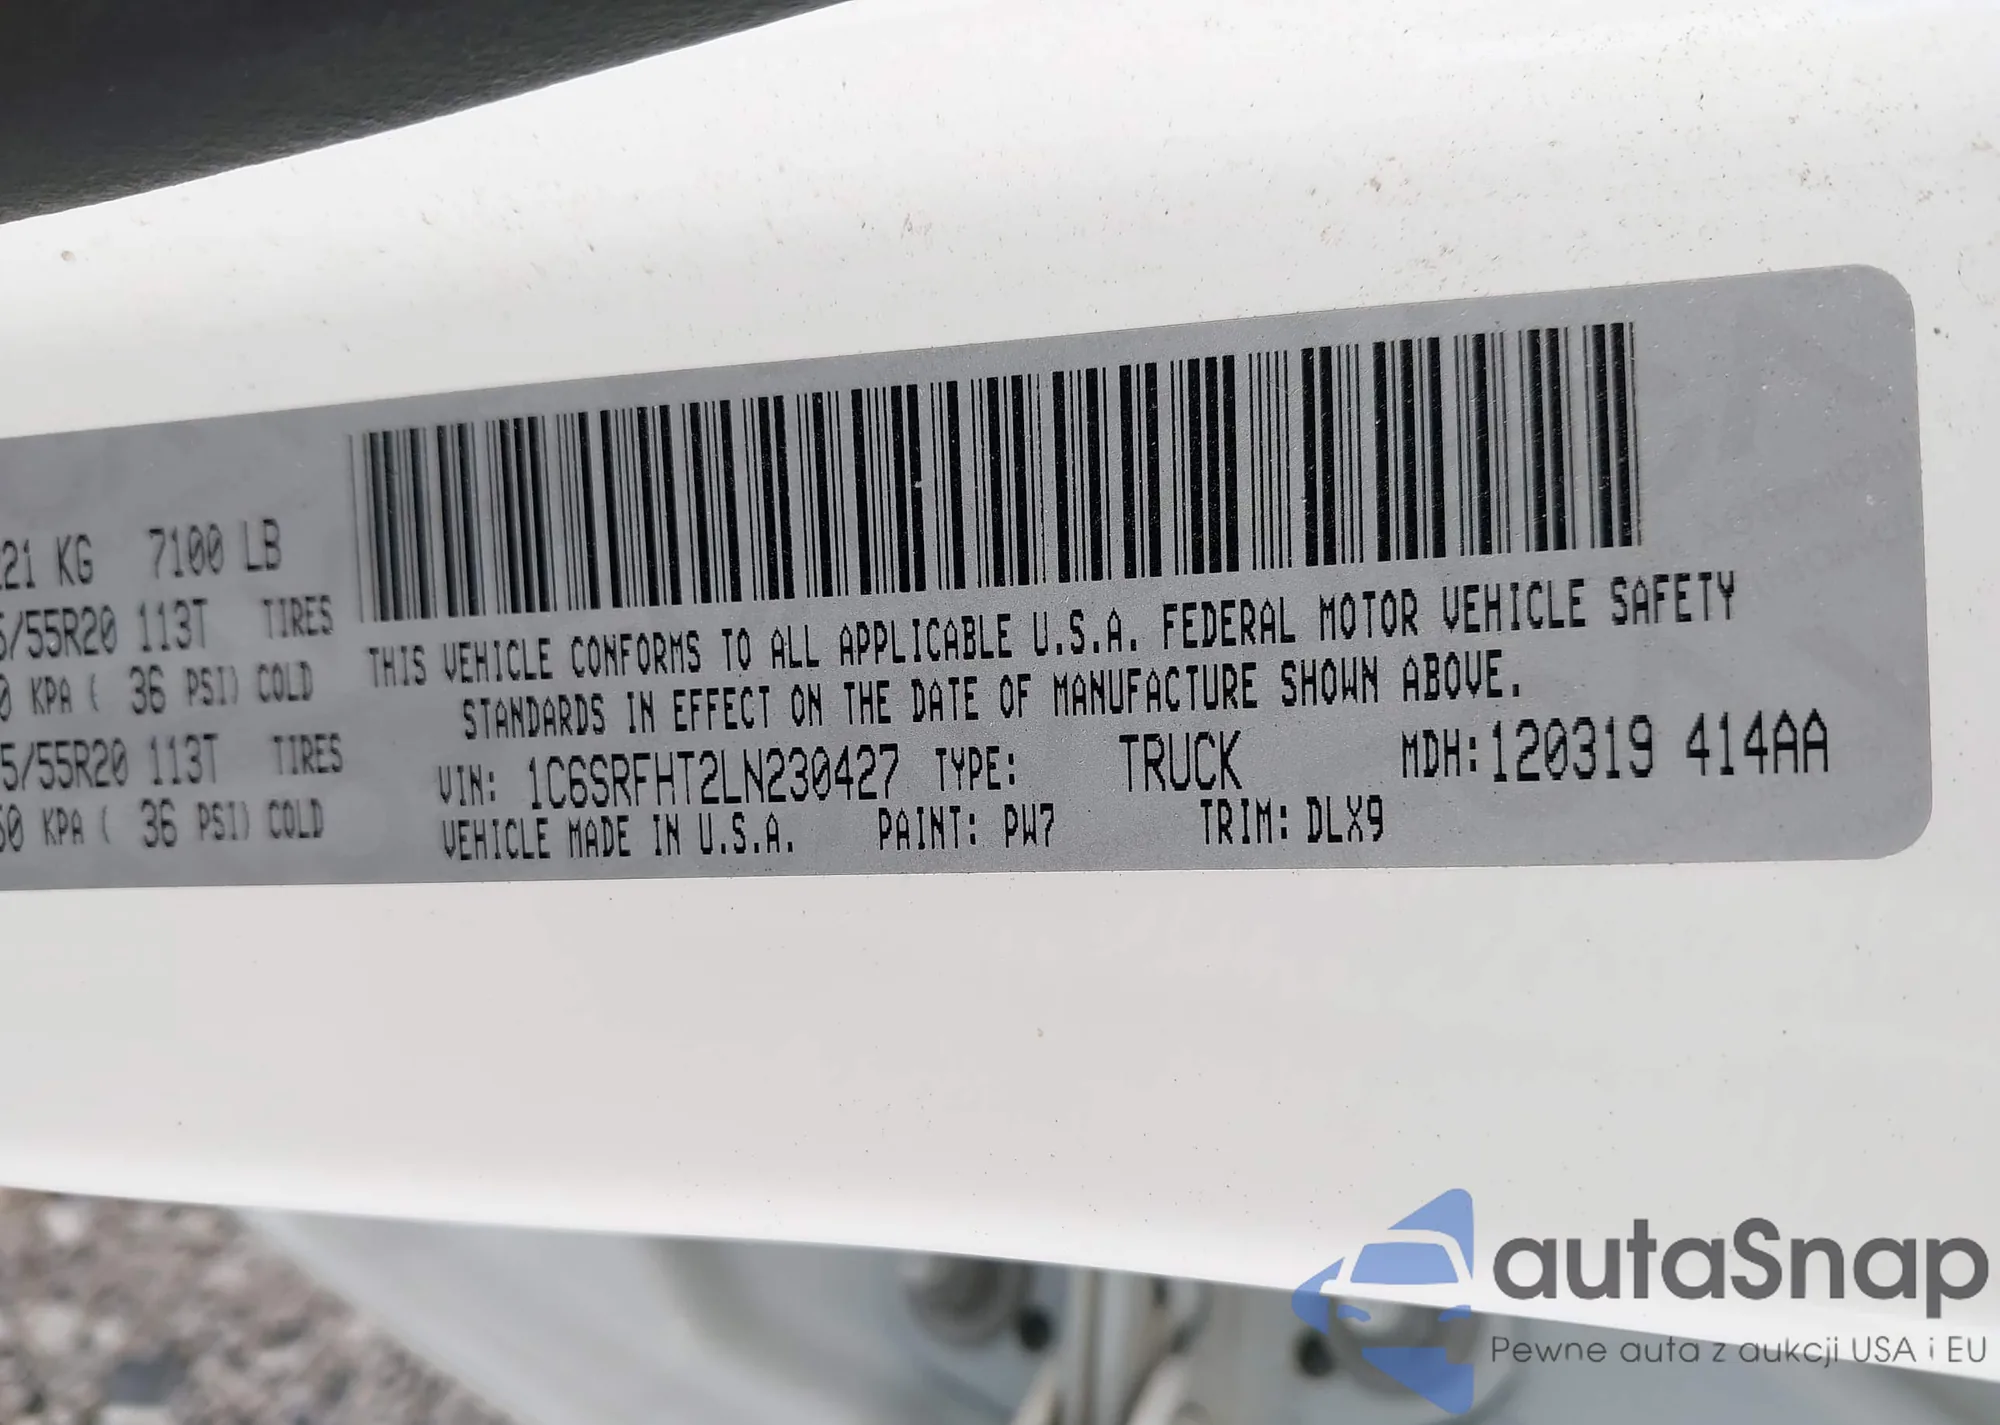 21 KG 7100 LB
/55R20 113T TIRES
0 KPA ( 36 PSI) COLD
5/55R20 113T TIRES
50 KPA ( 36 PSI) COLD
THIS VEHICLE CONFORMS TO ALL APPLICABLE U.S.A. FEDERAL MOTOR VEHICLE SAFETY
STANDARDS IN EFFECT ON THE DATE OF MANUFACTURE SHOWN ABOVE.
VIN: 1C6SRFHT2LN230427 TYPE: TRUCK MDH: 120319 414AA
VEHICLE MADE IN U.S.A. PAINT: PW7 TRIM: DLX9
autaSnap
Pewne auta z aukcji USA i EU